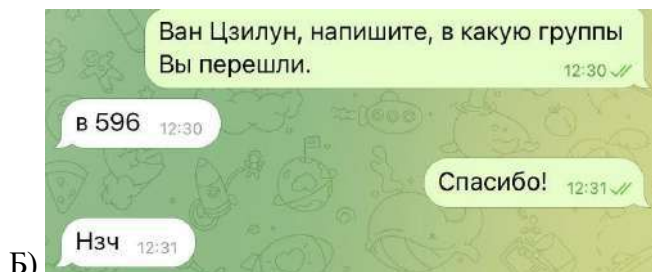 Ван Цзилун, напишите, в какую группы
Вы перешли.
12:30
в 596 12:30
Спасибо! 12:31
Нзч 12:31
Б)